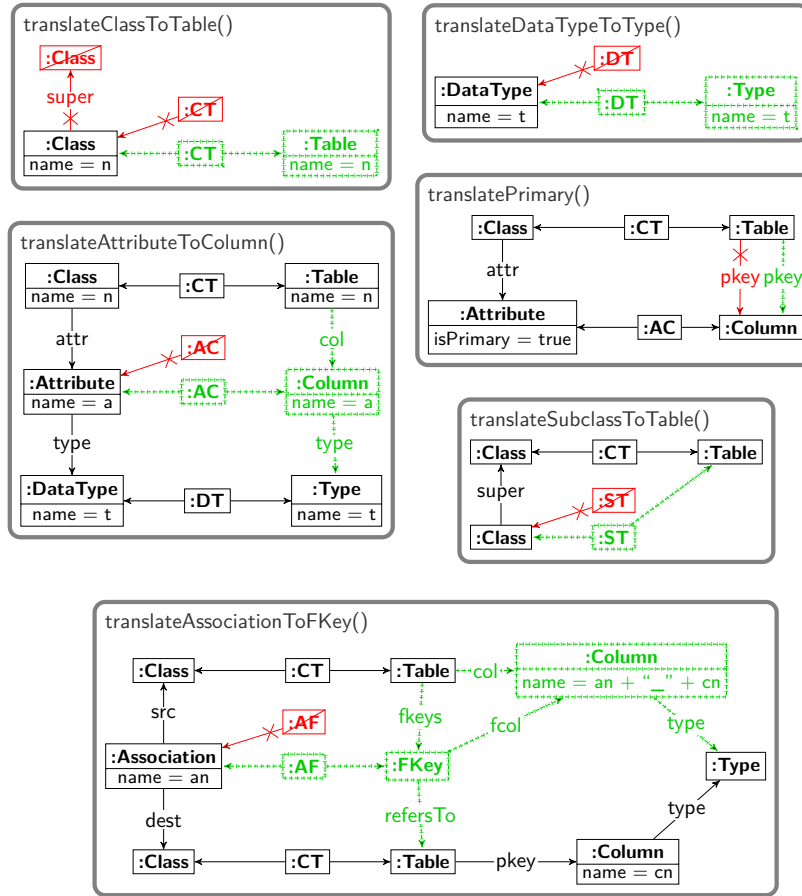 translateClassToTable()
:Class
super
:CT
:Class
name = n
:CT
:Table
name = n
translateDataTypeToType()
:DT
:DataType
name = t
:DT
:Type
name = t
translatePrimary()
:Class
:CT
:Table
attr
pkey
pkey
:Attribute
isPrimary = true
:AC
:Column
translateAttributeToColumn()
:Class
name = n
:CT
:Table
name = n
attr
col
:AC
:Attribute
name = a
:AC
:Column
name = a
type
type
:DataType
name = t
:DT
:Type
name = t
translateSubclassToTable()
:Class
:CT
:Table
super
:ST
:Class
:ST
translateAssociationToFKey()
:Class
:CT
:Table
col
:Column
name = an + “_” + cn
src
fkeys
fcol
type
:AF
:Association
name = an
:AF
:FKey
:Type
dest
refersTo
type
:Class
:CT
:Table
pkey
:Column
name = cn